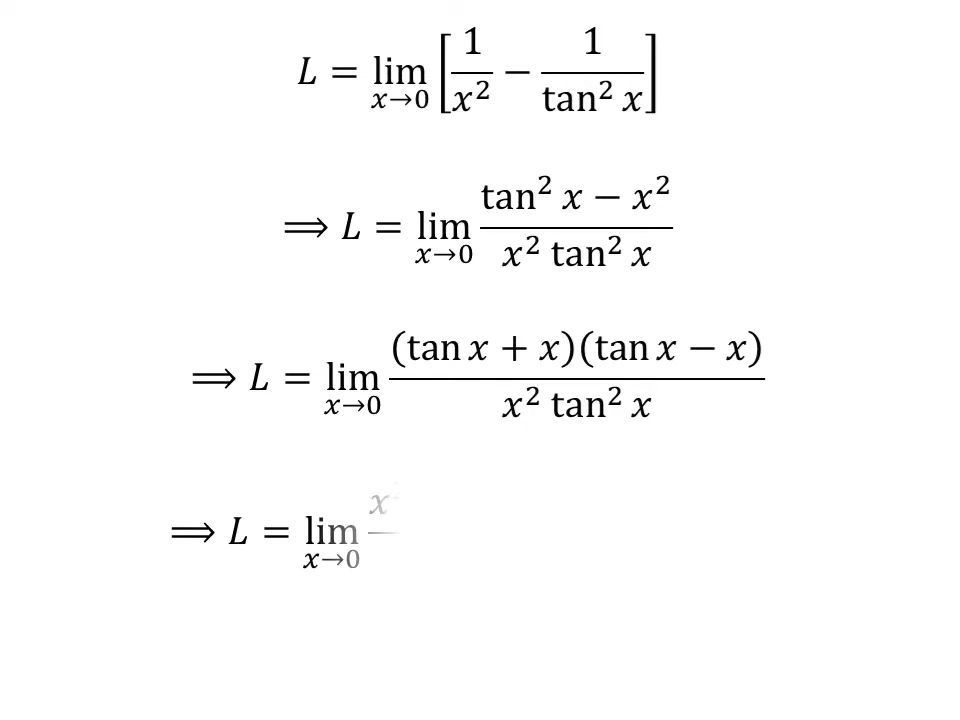 L = lim_{x→0} [1/x² − 1/tan² x]
⟹ L = lim_{x→0} (tan² x − x²)/(x² tan² x)
⟹ L = lim_{x→0} ((tan x + x)(tan x − x))/(x² tan² x)
⟹ L = lim_{x→0} x